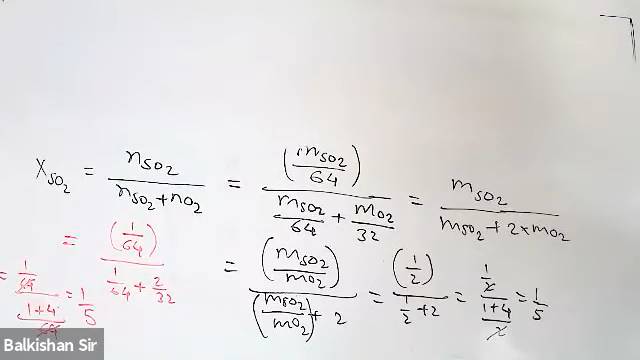 X_SO2 = n_SO2 / (n_SO2 + n_O2) = (m_SO2 / 64) / (m_SO2 / 64 + m_O2 / 32) = m_SO2 / (m_SO2 + 2 × m_O2)
= (1/64) / (1/64 + 2/32) = (m_SO2 / m_O2) / ((m_SO2 / m_O2) + 2) = (1/2) / (1/2 + 2) = (1/2) / ((1+4)/2) = 1/5
= (1/64) / ((1+4)/64) = 1/5
Balkishan Sir